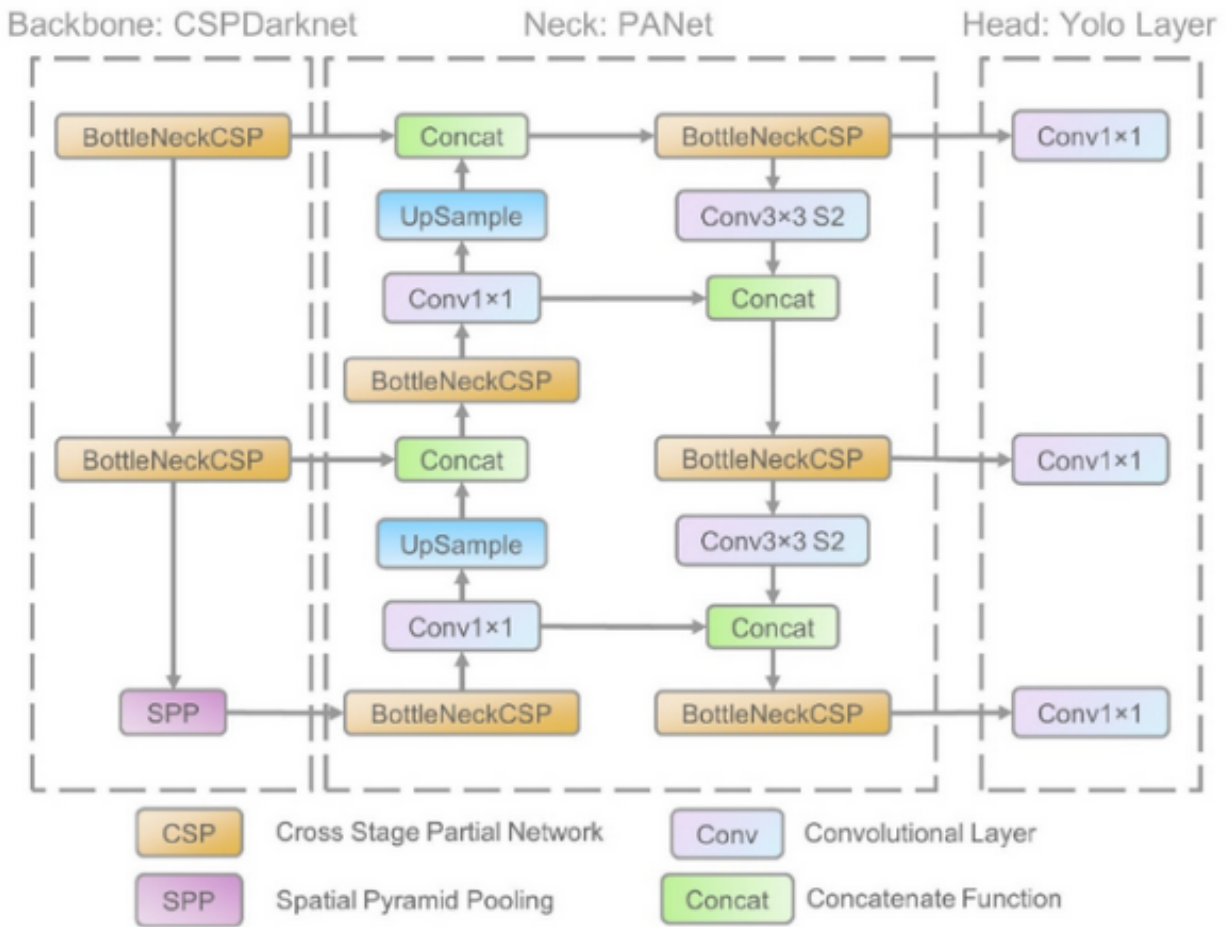 Backbone: CSPDarknet Neck: PANet Head: Yolo Layer
BottleNeckCSP Concat BottleNeckCSP Conv1×1
UpSample Conv3×3 S2
Conv1×1 Concat
BottleNeckCSP
BottleNeckCSP Concat BottleNeckCSP Conv1×1
UpSample Conv3×3 S2
Conv1×1 Concat
SPP BottleNeckCSP BottleNeckCSP Conv1×1
CSP Cross Stage Partial Network Conv Convolutional Layer
SPP Spatial Pyramid Pooling Concat Concatenate Function